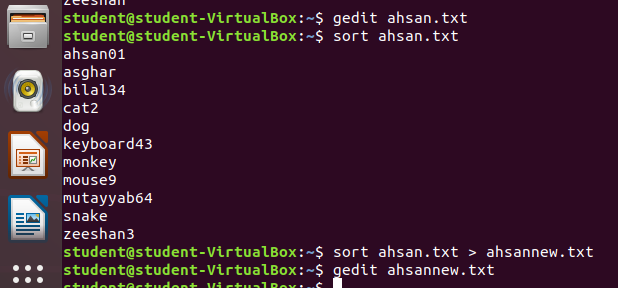 zeeshan
student@student-VirtualBox:~$ gedit ahsan.txt
student@student-VirtualBox:~$ sort ahsan.txt
ahsan01
asghar
bilal34
cat2
dog
keyboard43
monkey
mouse9
mutayyab64
snake
zeeshan3
student@student-VirtualBox:~$ sort ahsan.txt > ahsannew.txt
student@student-VirtualBox:~$ gedit ahsannew.txt
student@student-VirtualBox:~$